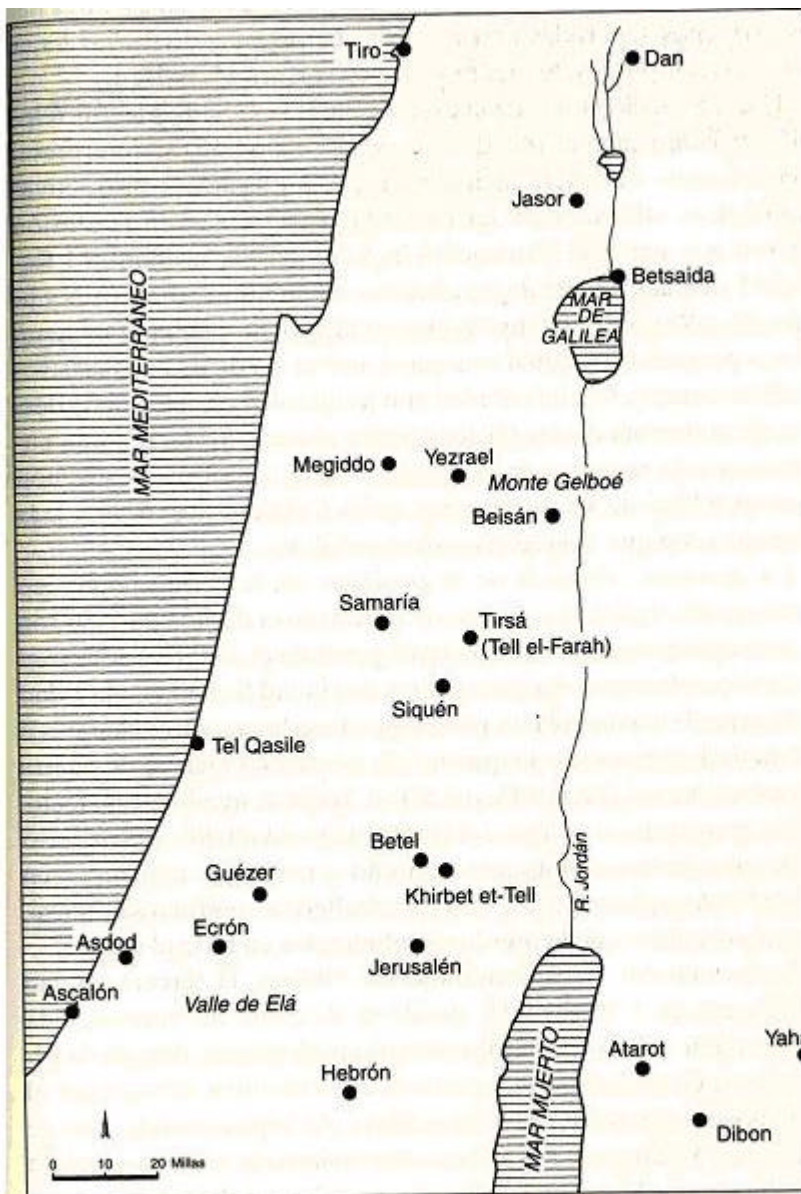 Tiro
Dan
Jasor
Betsaida
MAR
DE
GALILEA
MAR MEDITERRÁNEO
Megiddo
Yezrael
Monte Gelboé
Beisán
Samaría
Tirsá
(Tell el-Farah)
Siquén
Tel Qasile
Betel
Guézer
Khirbet et-Tell
R. Jordán
Ecrón
Asdod
Jerusalén
Ascalón
Valle de Elá
Yah
Atarot
Hebrón
MAR MUERTO
Dibon
0 10 20 Millas